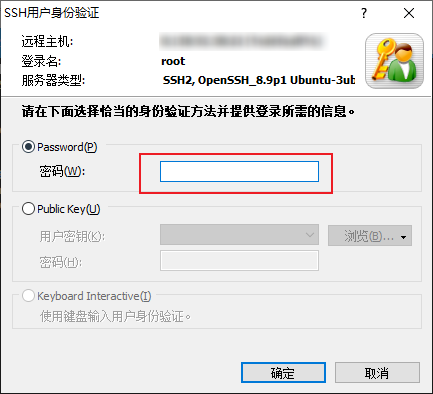 SSH用户身份验证
远程主机:
登录名: root
服务器类型: SSH2, OpenSSH_8.9p1 Ubuntu-3ub
请在下面选择恰当的身份验证方法并提供登录所需的信息。
Password(P)
密码(W):
Public Key(U)
用户密钥(K): 浏览(B)...
密码(H):
Keyboard Interactive(I)
使用键盘输入用户身份验证。
确定 取消